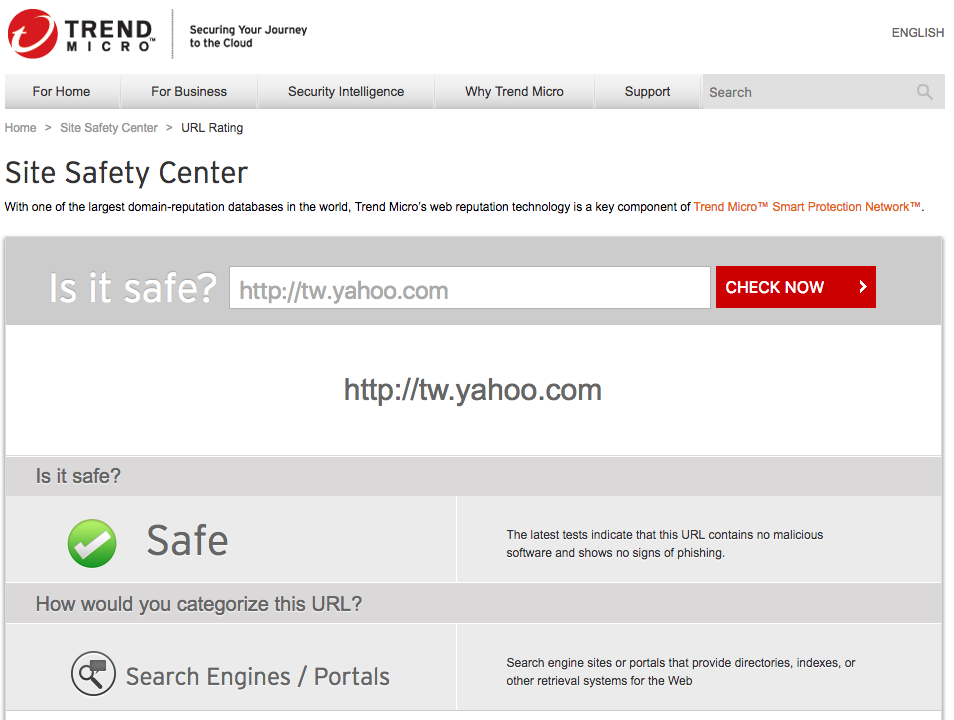 TREND
MICRO™
Securing Your Journey
to the Cloud
ENGLISH
For Home
For Business
Security Intelligence
Why Trend Micro
Support
Search
Home > Site Safety Center > URL Rating
Site Safety Center
With one of the largest domain-reputation databases in the world, Trend Micro's web reputation technology is a key component of Trend Micro™ Smart Protection Network™.
Is it safe?
http://tw.yahoo.com
CHECK NOW
http://tw.yahoo.com
Is it safe?
Safe
The latest tests indicate that this URL contains no malicious
software and shows no signs of phishing.
How would you categorize this URL?
Search Engines / Portals
Search engine sites or portals that provide directories, indexes, or
other retrieval systems for the Web